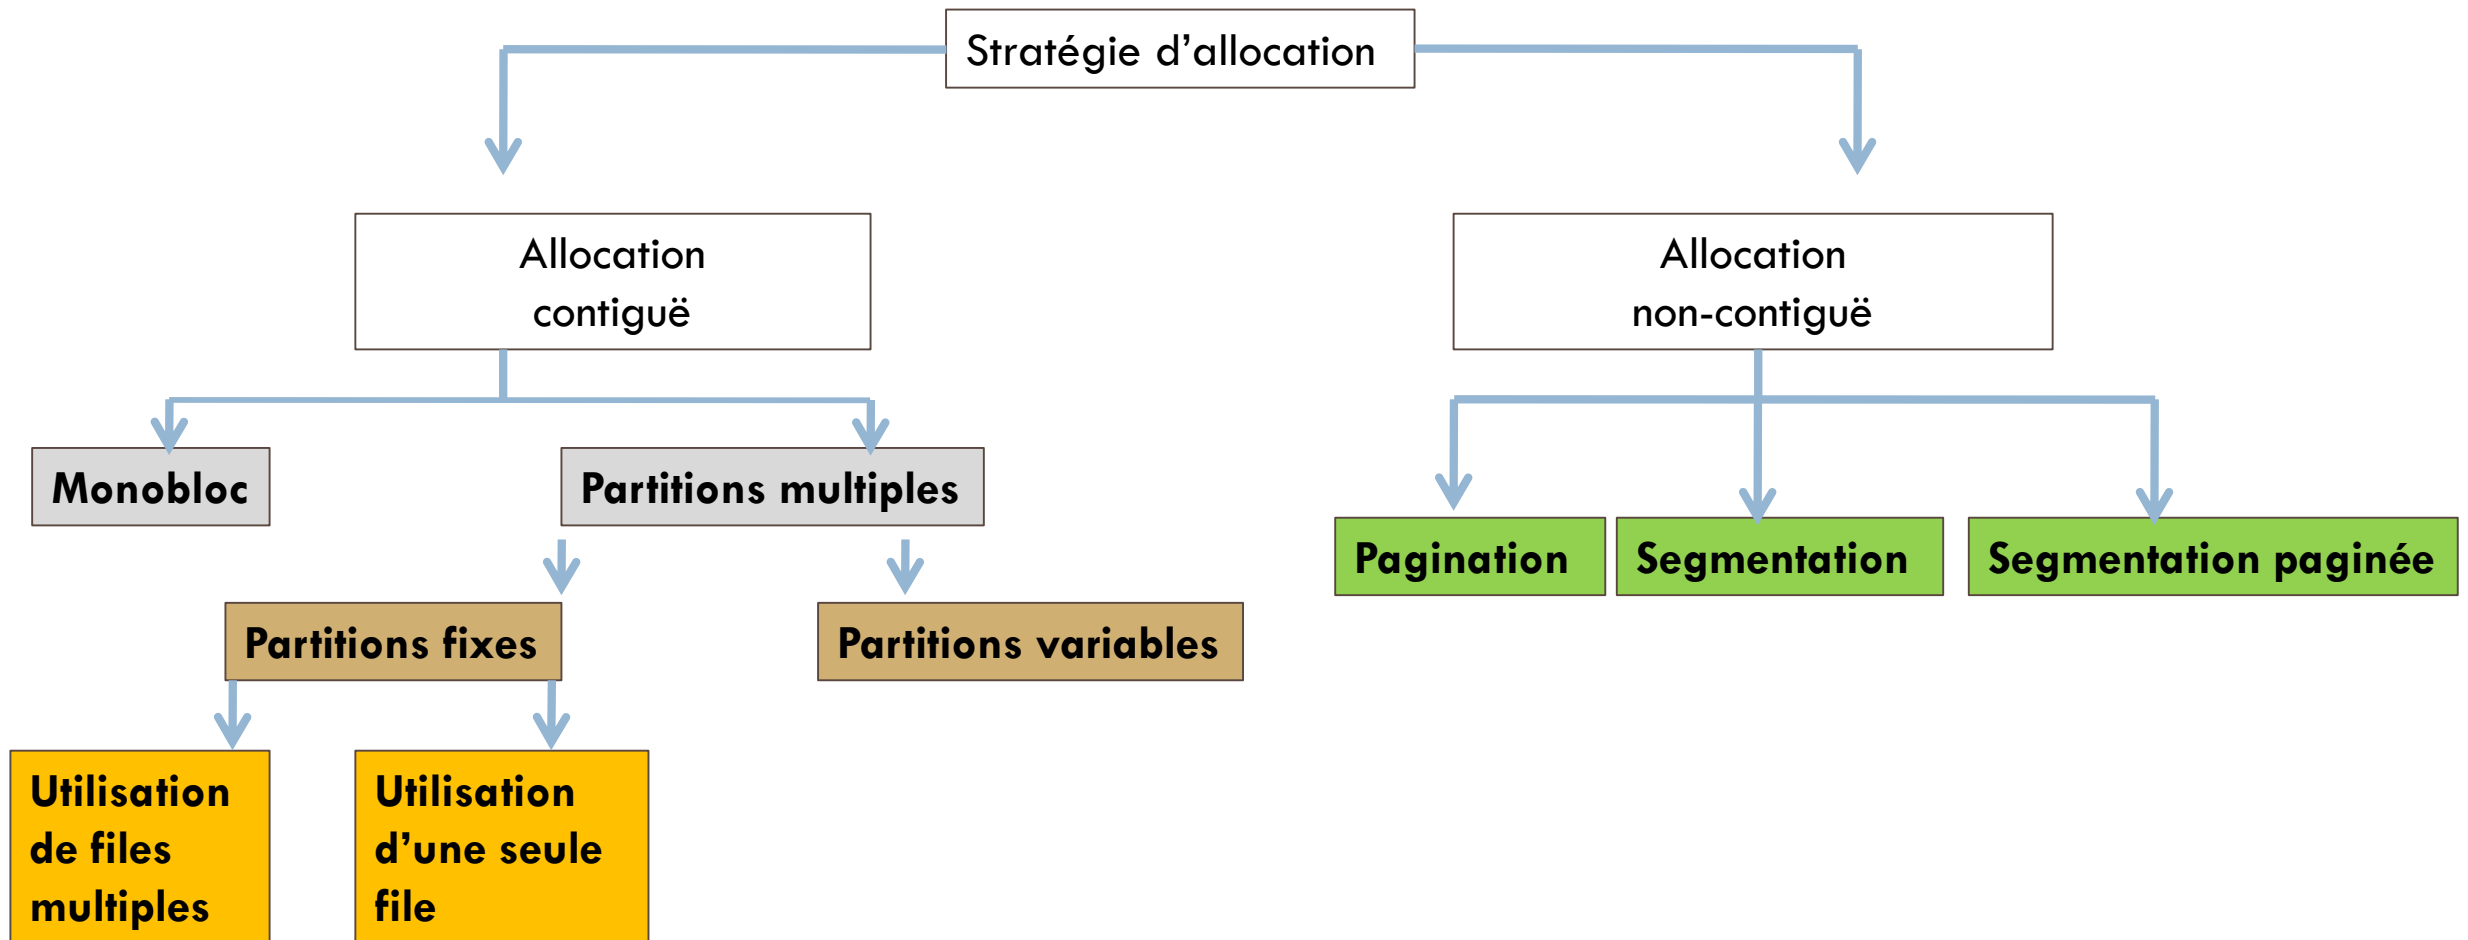 Stratégie d’allocation
Allocation
contiguë
Allocation
non-contiguë
Monobloc
Partitions multiples
Pagination
Segmentation
Segmentation paginée
Partitions fixes
Partitions variables
Utilisation
de files
multiples
Utilisation
d’une seule
file